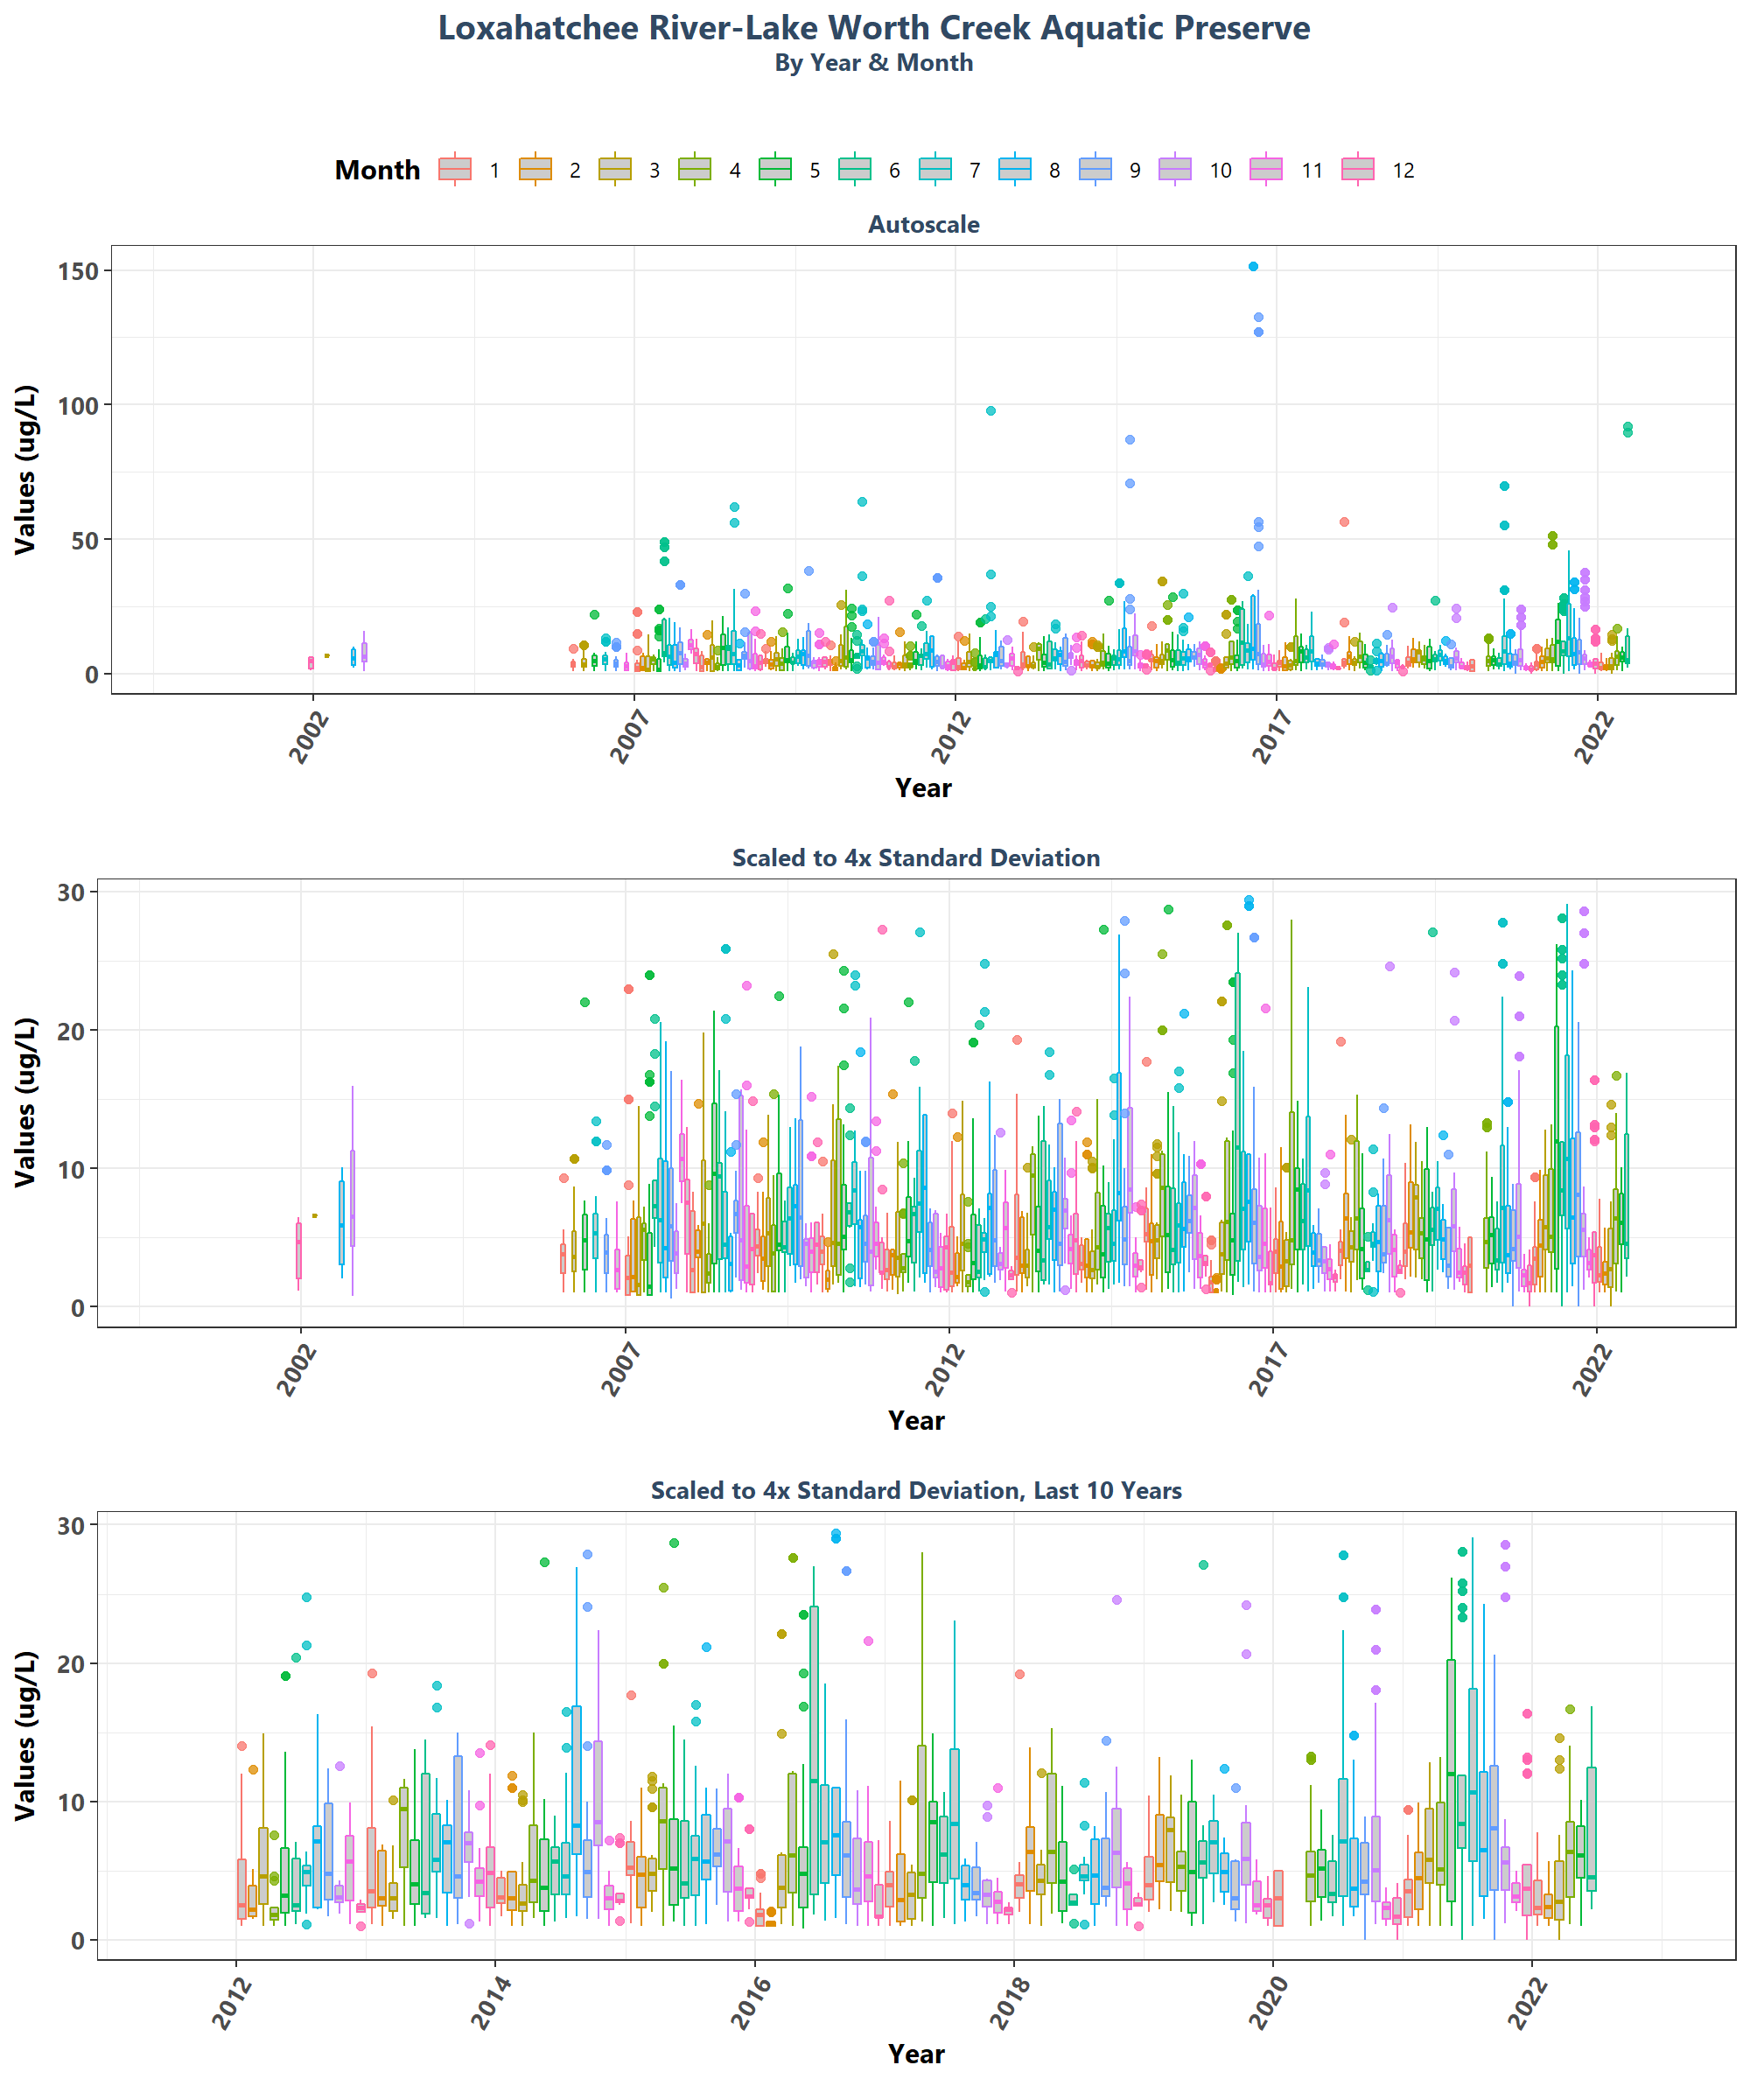 Loxahatchee River-Lake Worth Creek Aquatic Preserve
By Year & Month
Month 1 2 3 4 5 6 7 8 9 10 11 12
Autoscale
Values (ug/L)
150
100
50
0
2002 2007 2012 2017 2022
Year
Scaled to 4x Standard Deviation
Values (ug/L)
30
20
10
0
2002 2007 2012 2017 2022
Year
Scaled to 4x Standard Deviation, Last 10 Years
Values (ug/L)
30
20
10
0
2012 2014 2016 2018 2020 2022
Year